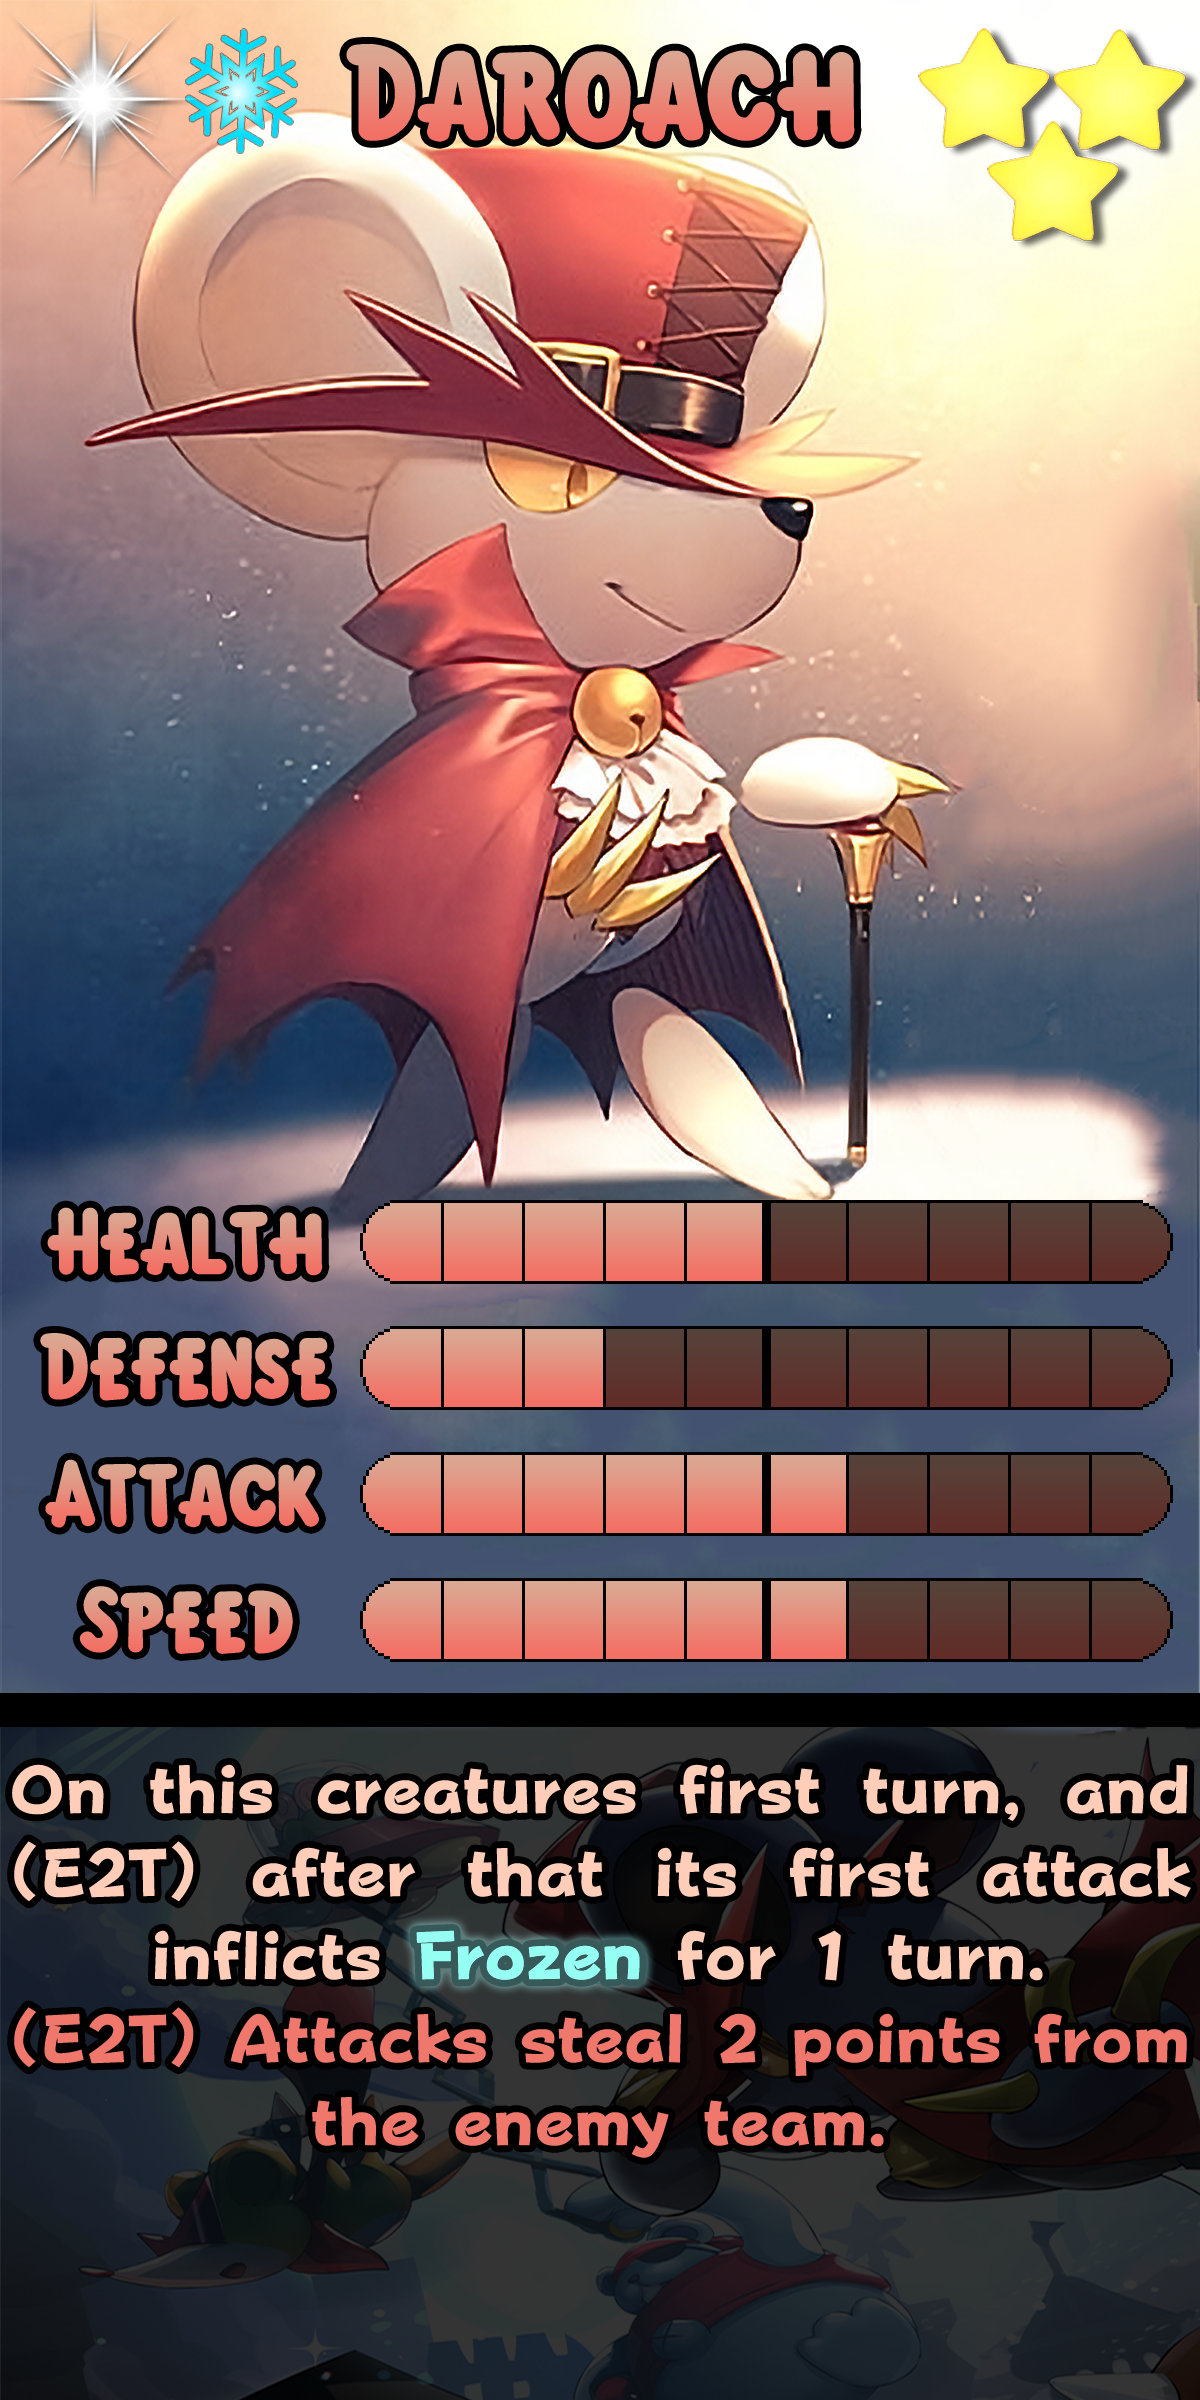 DAROACH
HEALTH
DEFENSE
ATTACK
SPEED
On this creatures first turn, and
(E2T) after that its first attack
inflicts Frozen for 1 turn.
(E2T) Attacks steal 2 points from
the enemy team.